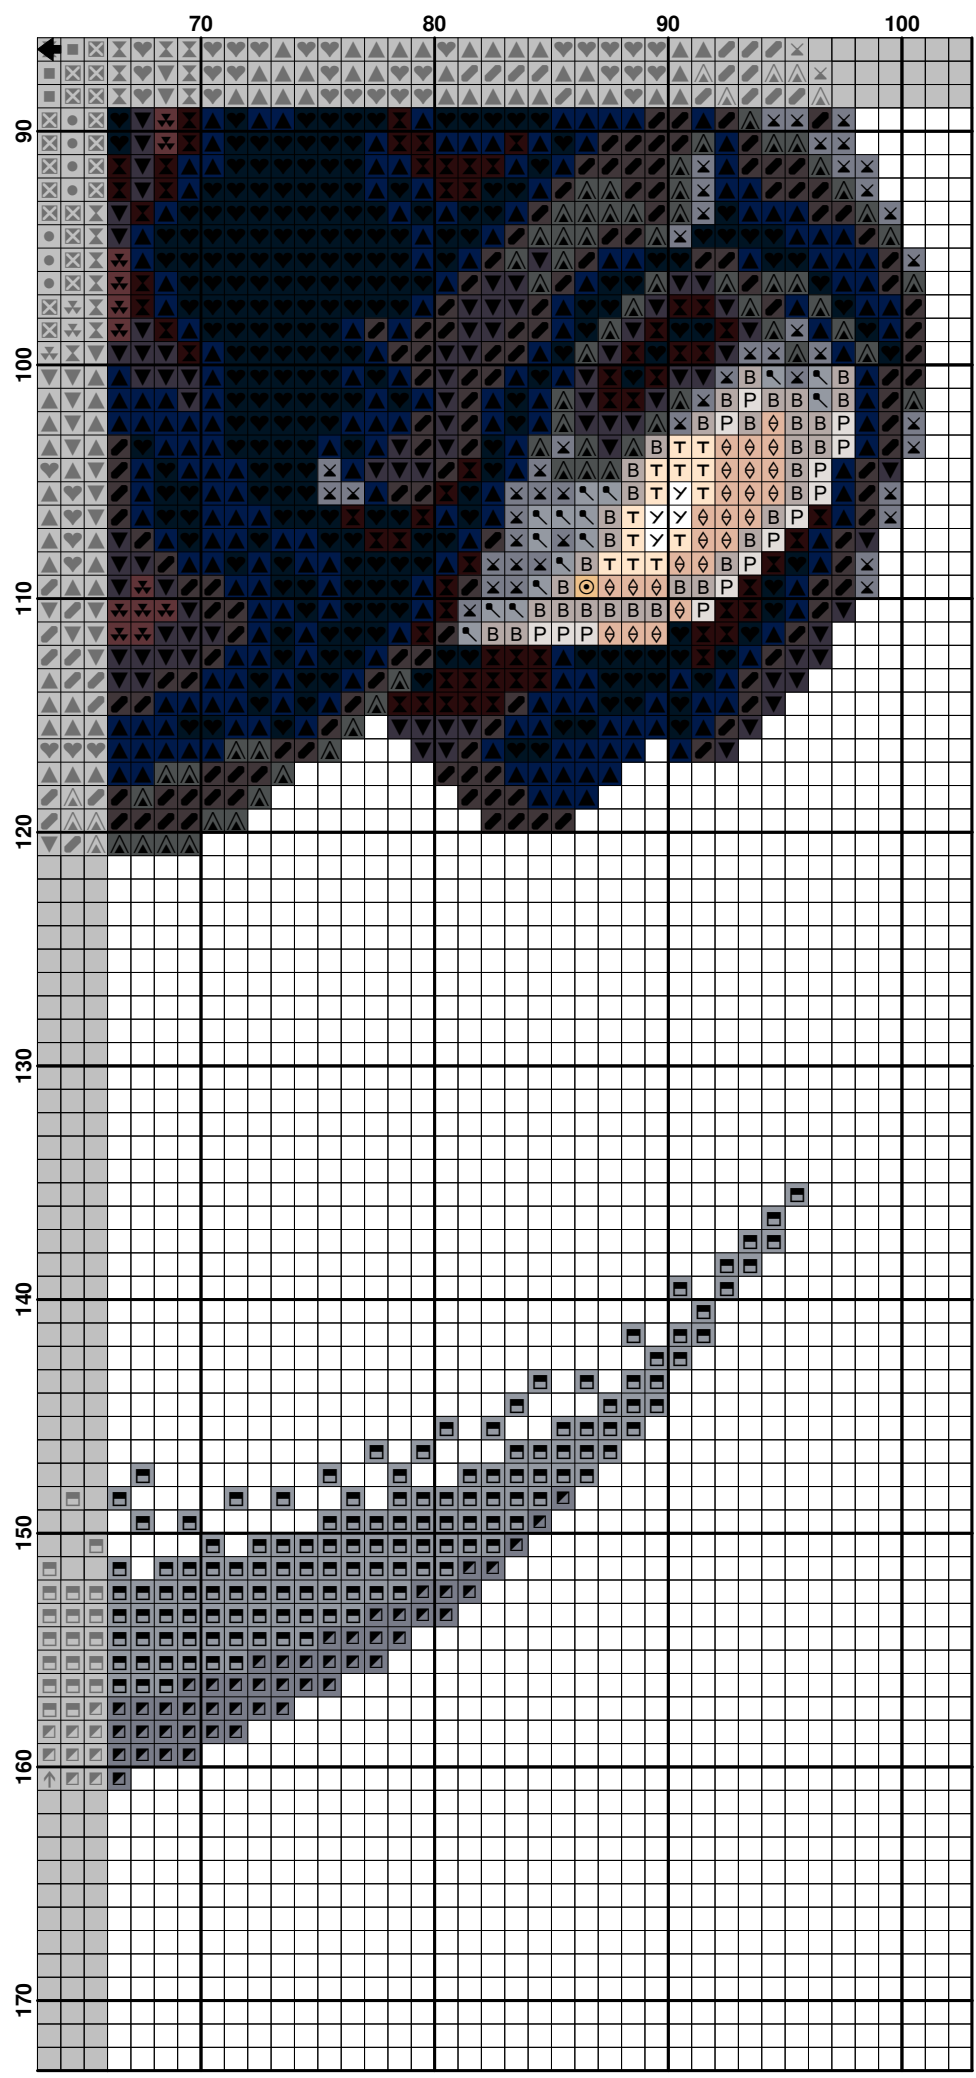 70 80 90 100
90
100
B B
B P B B B
B P B B B P
B T T B B P
B T T T T B P
B T Y T B P
B T Y Y B P
B T Y T B P
B T T T B P
B B B P
110
B B B B B B P
B B P P P
120
130
140
150
160
170